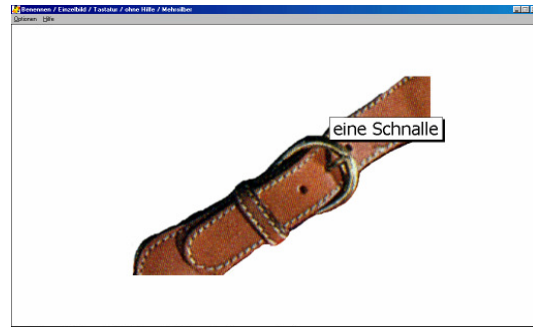 Benennen / Einzelbild / Tastatur / ohne Hilfe / Mehrsilber
Optionen Hilfe
eine Schnalle